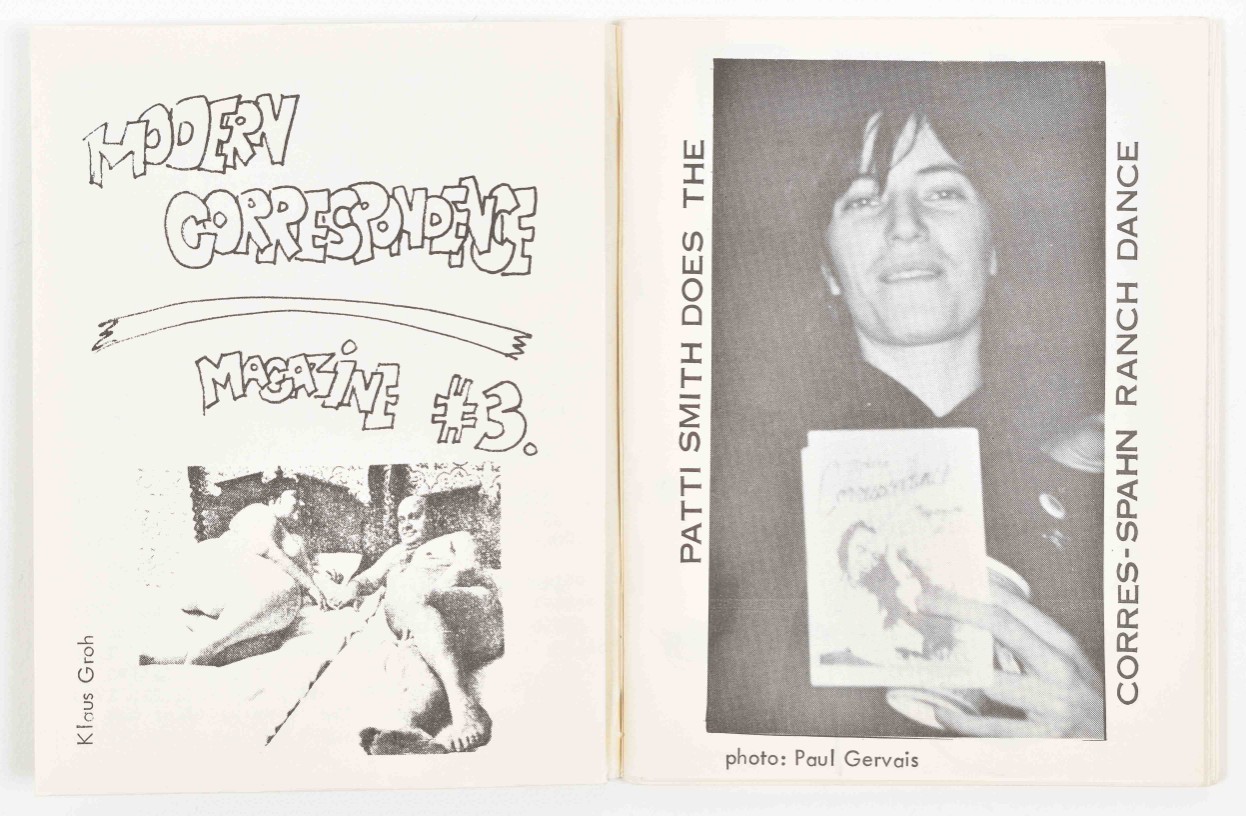 MODERN
CORRESPONDENCE
MAGAZINE #3.
Klaus Groh
PATTI SMITH DOES THE
CORRES-SPAHN RANCH DANCE
photo: Paul Gervais